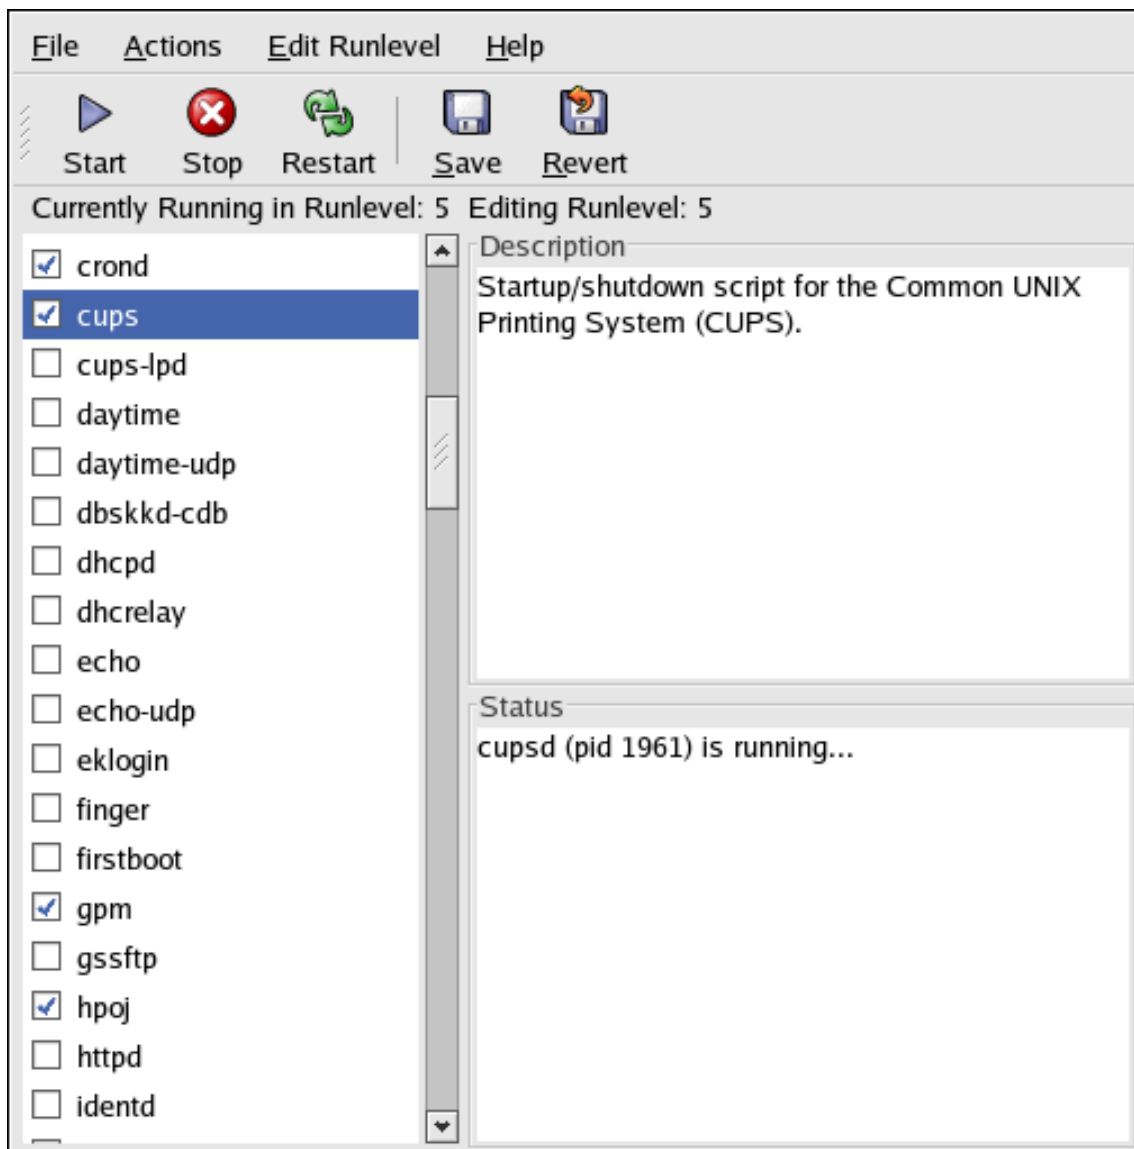 File Actions Edit Runlevel Help
Start Stop Restart Save Revert
Currently Running in Runlevel: 5 Editing Runlevel: 5
crond
cups
cups-lpd
daytime
daytime-udp
dbskkd-cdb
dhcpd
dhcrelay
echo
echo-udp
eklogin
finger
firstboot
gpm
gssftp
hpoj
httpd
identd
Description
Startup/shutdown script for the Common UNIX
Printing System (CUPS).
Status
cupsd (pid 1961) is running...